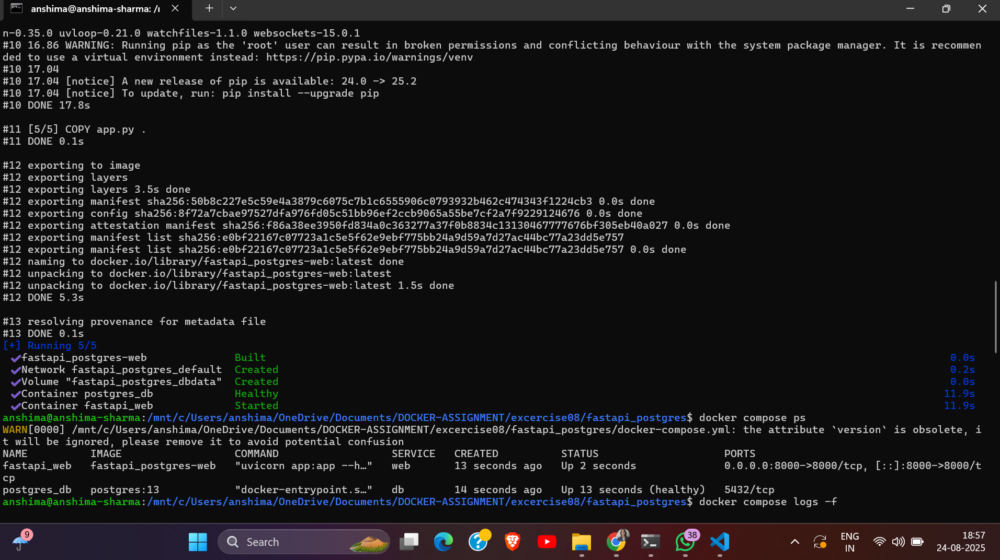 anshima@anshima-sharma: /r
n-0.35.0 uvloop-0.21.0 watchfiles-1.1.0 websockets-15.0.1
#10 16.86 WARNING: Running pip as the 'root' user can result in broken permissions and conflicting behaviour with the system package manager. It is recommen
ded to use a virtual environment instead: https://pip.pypa.io/warnings/venv
#10 17.04
#10 17.04 [notice] A new release of pip is available: 24.0 -> 25.2
#10 17.04 [notice] To update, run: pip install --upgrade pip
#10 DONE 17.8s
#11 [5/5] COPY app.py .
#11 DONE 0.1s
#12 exporting to image
#12 exporting layers
#12 exporting layers 3.5s done
#12 exporting manifest sha256:50b8c227e5c59e4a3879c6075c7b1c6555906c0793932b462c474343f1224cb3 0.0s done
#12 exporting config sha256:8f72a7cbae97527dfa976fd05c51bb96ef2ccb9065a55be7cf2a7f9229124676 0.0s done
#12 exporting attestation manifest sha256:f86a38ee3950fd834a0c363277a37f0b8834c13130467777676bf305eb40a027 0.0s done
#12 exporting manifest list sha256:e0bf22167c07723a1c5e5f62e9ebf775bb24a9d59a7d27ac44bc77a23dd5e757
#12 exporting manifest list sha256:e0bf22167c07723a1c5e5f62e9ebf775bb24a9d59a7d27ac44bc77a23dd5e757 0.0s done
#12 naming to docker.io/library/fastapi_postgres-web:latest done
#12 unpacking to docker.io/library/fastapi_postgres-web:latest
#12 unpacking to docker.io/library/fastapi_postgres-web:latest 1.5s done
#12 DONE 5.3s
#13 resolving provenance for metadata file
#13 DONE 0.1s
[+] Running 5/5
✔fastapi_postgres-web Built 0.0s
✔Network fastapi_postgres_default Created 0.2s
✔Volume "fastapi_postgres_dbdata" Created 0.0s
✔Container postgres_db Healthy 11.9s
✔Container fastapi_web Started 11.9s
anshima@anshima-sharma:/mnt/c/Users/anshima/OneDrive/Documents/DOCKER-ASSIGNMENT/excercise08/fastapi_postgres$ docker compose ps
WARN[0000] /mnt/c/Users/anshima/OneDrive/Documents/DOCKER-ASSIGNMENT/excercise08/fastapi_postgres/docker-compose.yml: the attribute `version` is obsolete, i
t will be ignored, please remove it to avoid potential confusion
NAME IMAGE COMMAND SERVICE CREATED STATUS PORTS
fastapi_web fastapi_postgres-web "uvicorn app:app --h…" web 13 seconds ago Up 2 seconds 0.0.0.0:8000->8000/tcp, [::]:8000->8000/t
cp
postgres_db postgres:13 "docker-entrypoint.s…" db 14 seconds ago Up 13 seconds (healthy) 5432/tcp
anshima@anshima-sharma:/mnt/c/Users/anshima/OneDrive/Documents/DOCKER-ASSIGNMENT/excercise08/fastapi_postgres$ docker compose logs -f
9
Search
38
ENG
IN
18:57
24-08-2025